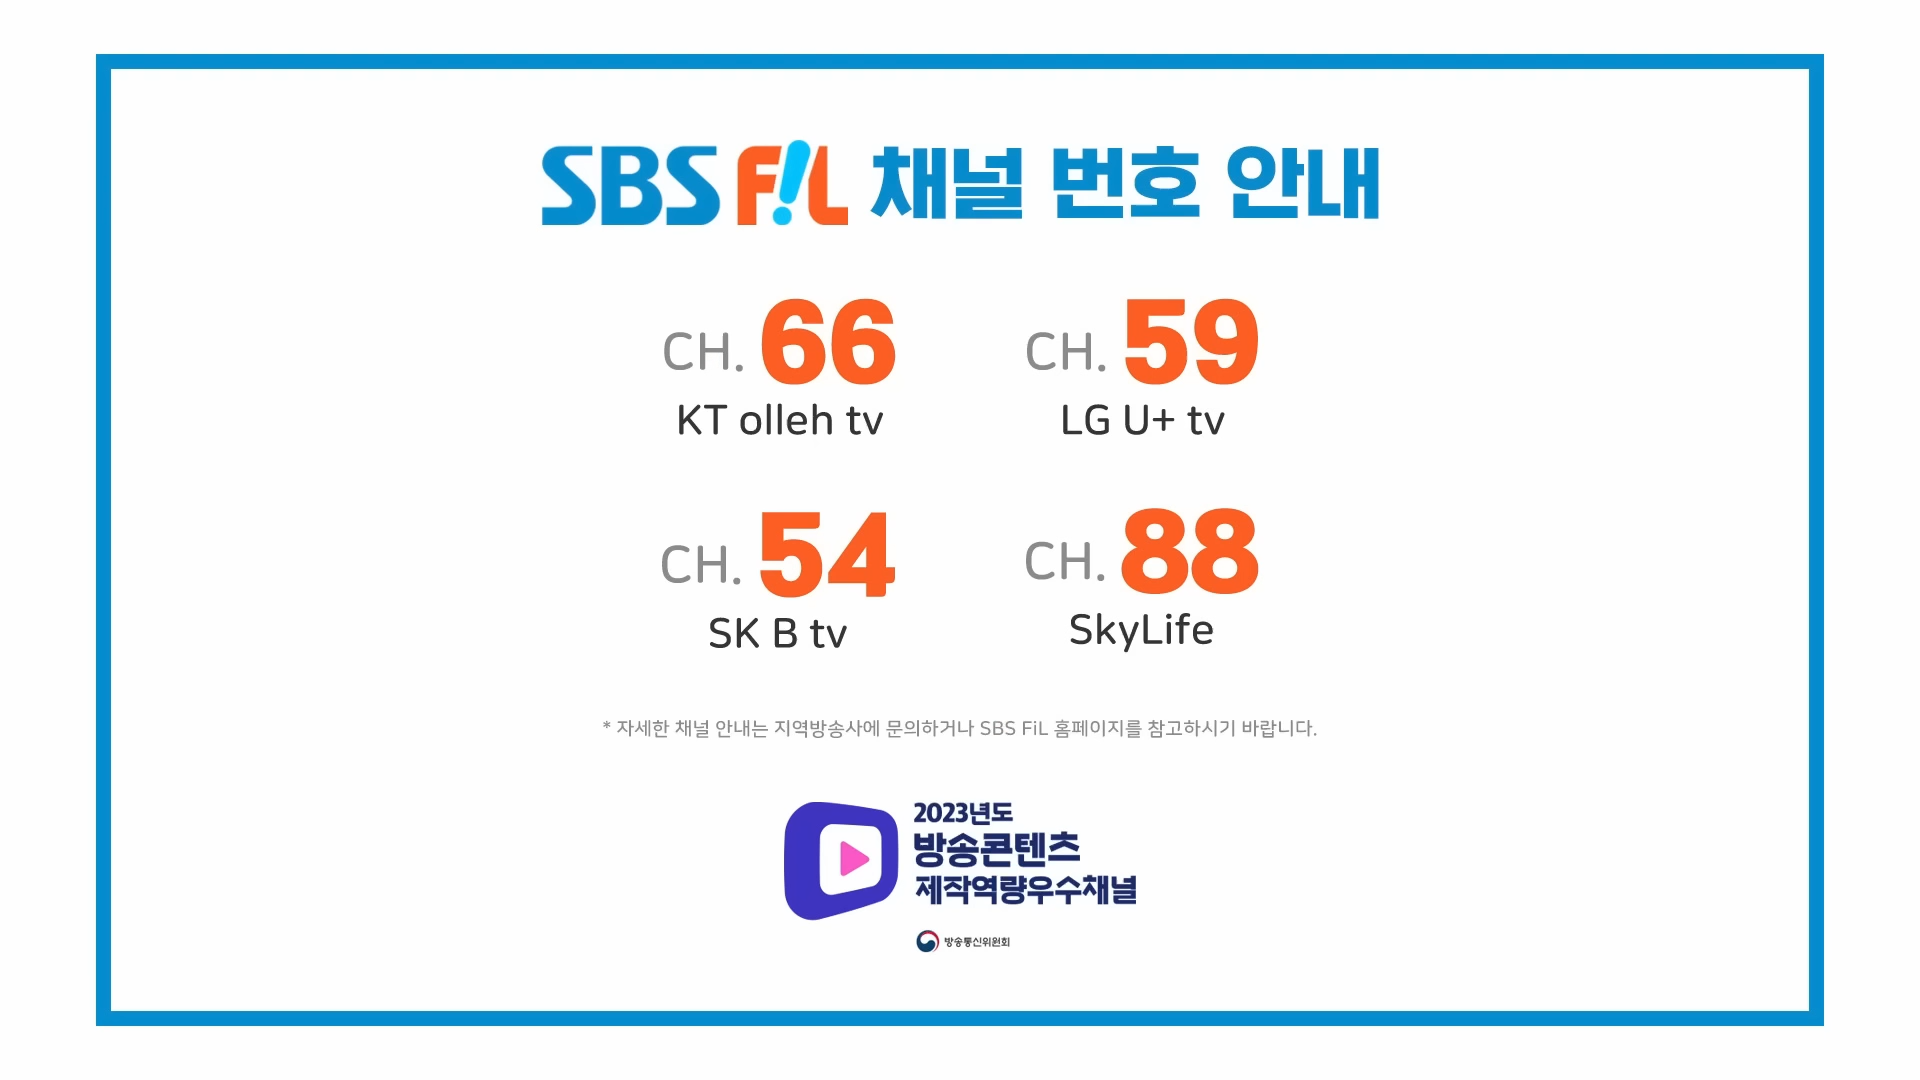 SBS FiL 채널 번호 안내
CH. 66
KT olleh tv
CH. 59
LG U+ tv
CH. 54
SK B tv
CH. 88
SkyLife
* 자세한 채널 안내는 지역방송사에 문의하거나 SBS FiL 홈페이지를 참고하시기 바랍니다.
2023년도
방송콘텐츠
제작역량우수채널
방송통신위원회